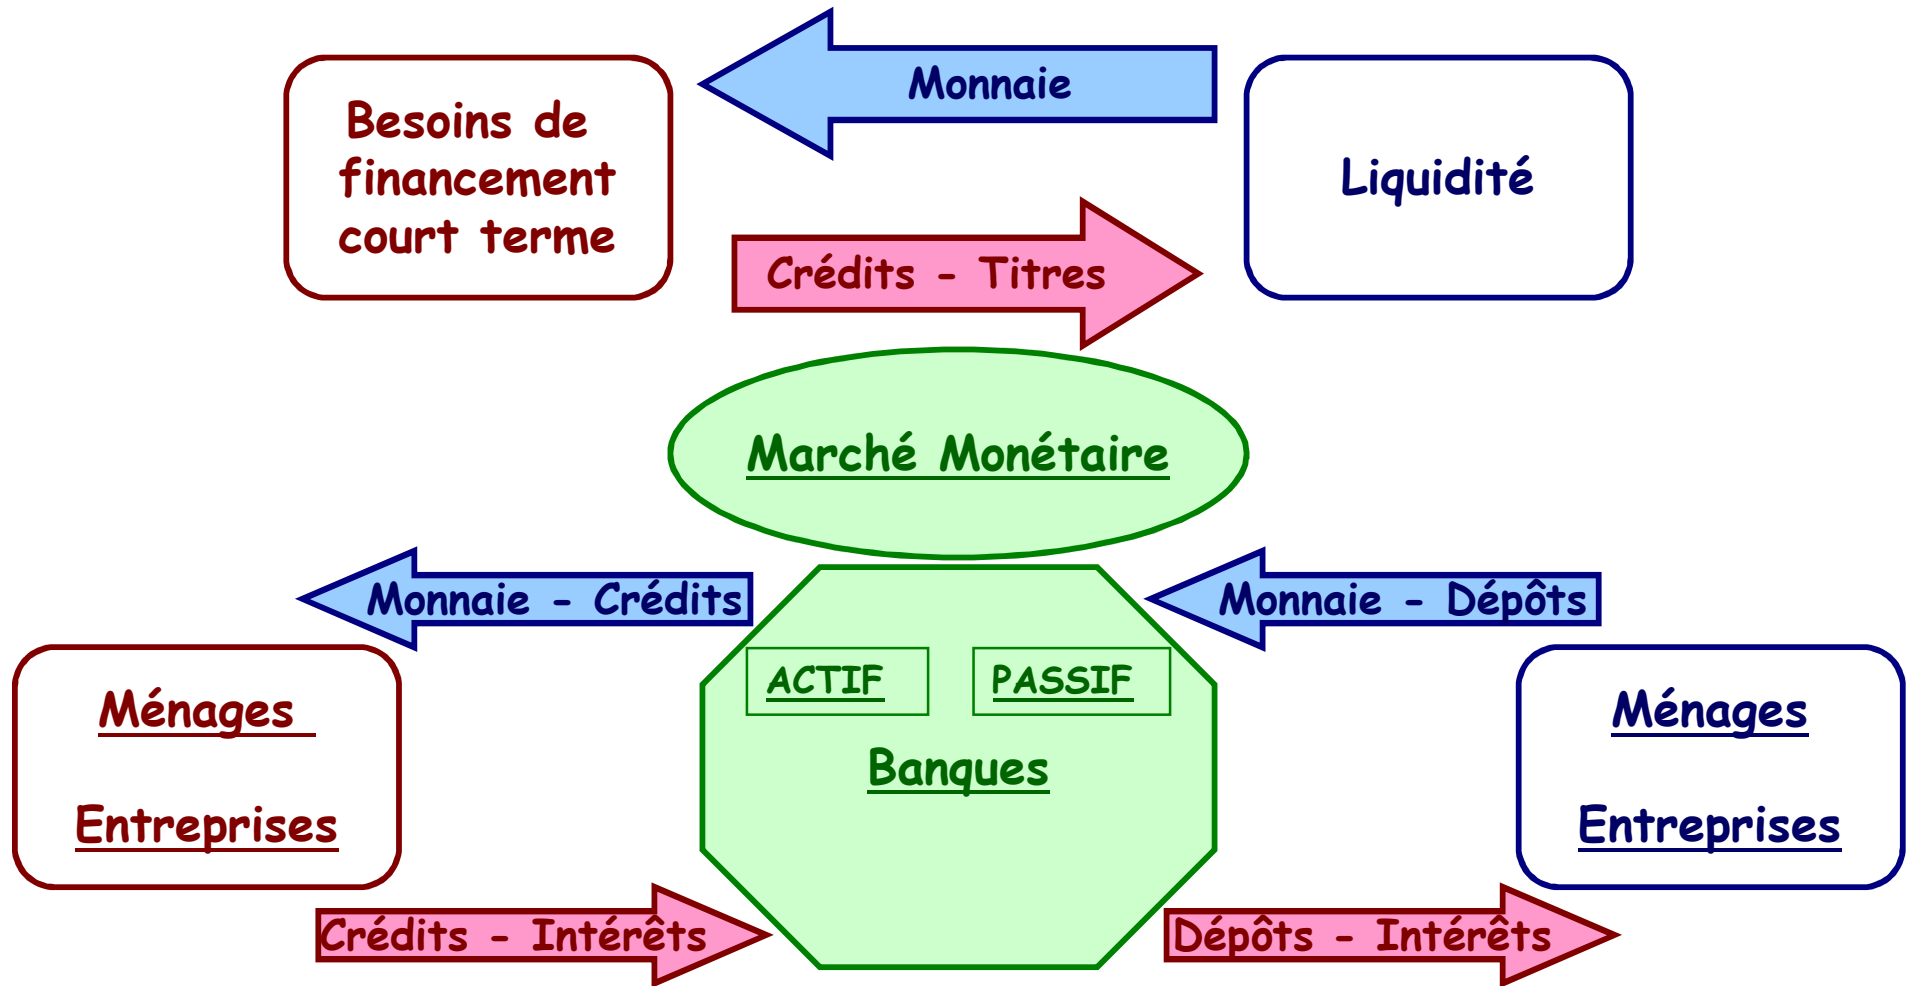 Monnaie
Besoins de
financement
court terme
Liquidité
Crédits - Titres
Marché Monétaire
Monnaie - Crédits
Monnaie - Dépôts
ACTIF
PASSIF
Ménages
Entreprises
Banques
Ménages
Entreprises
Crédits - Intérêts
Dépôts - Intérêts